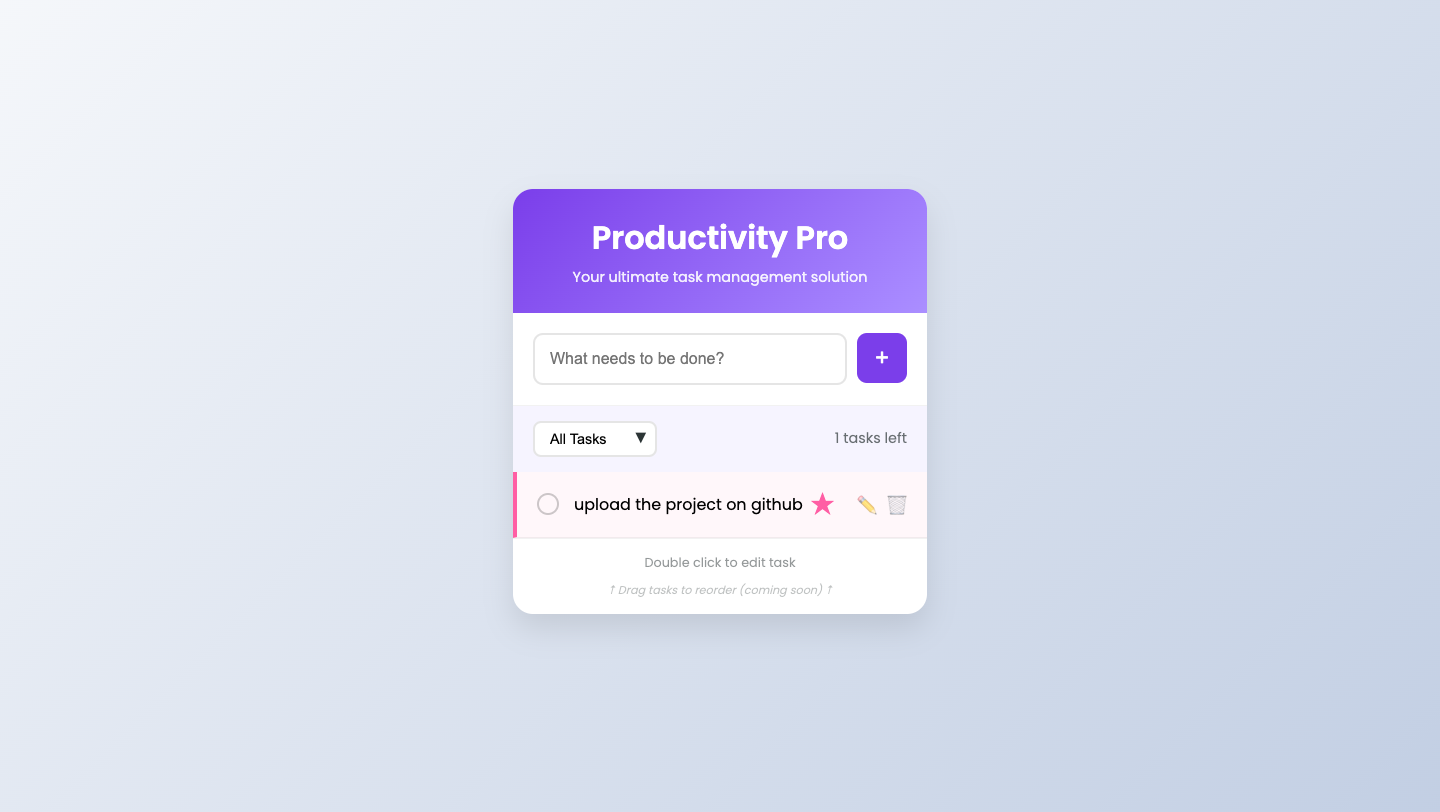 Productivity Pro
Your ultimate task management solution
What needs to be done?
+
All Tasks ▼
1 tasks left
upload the project on github ★
Double click to edit task
↑ Drag tasks to reorder (coming soon) ↑